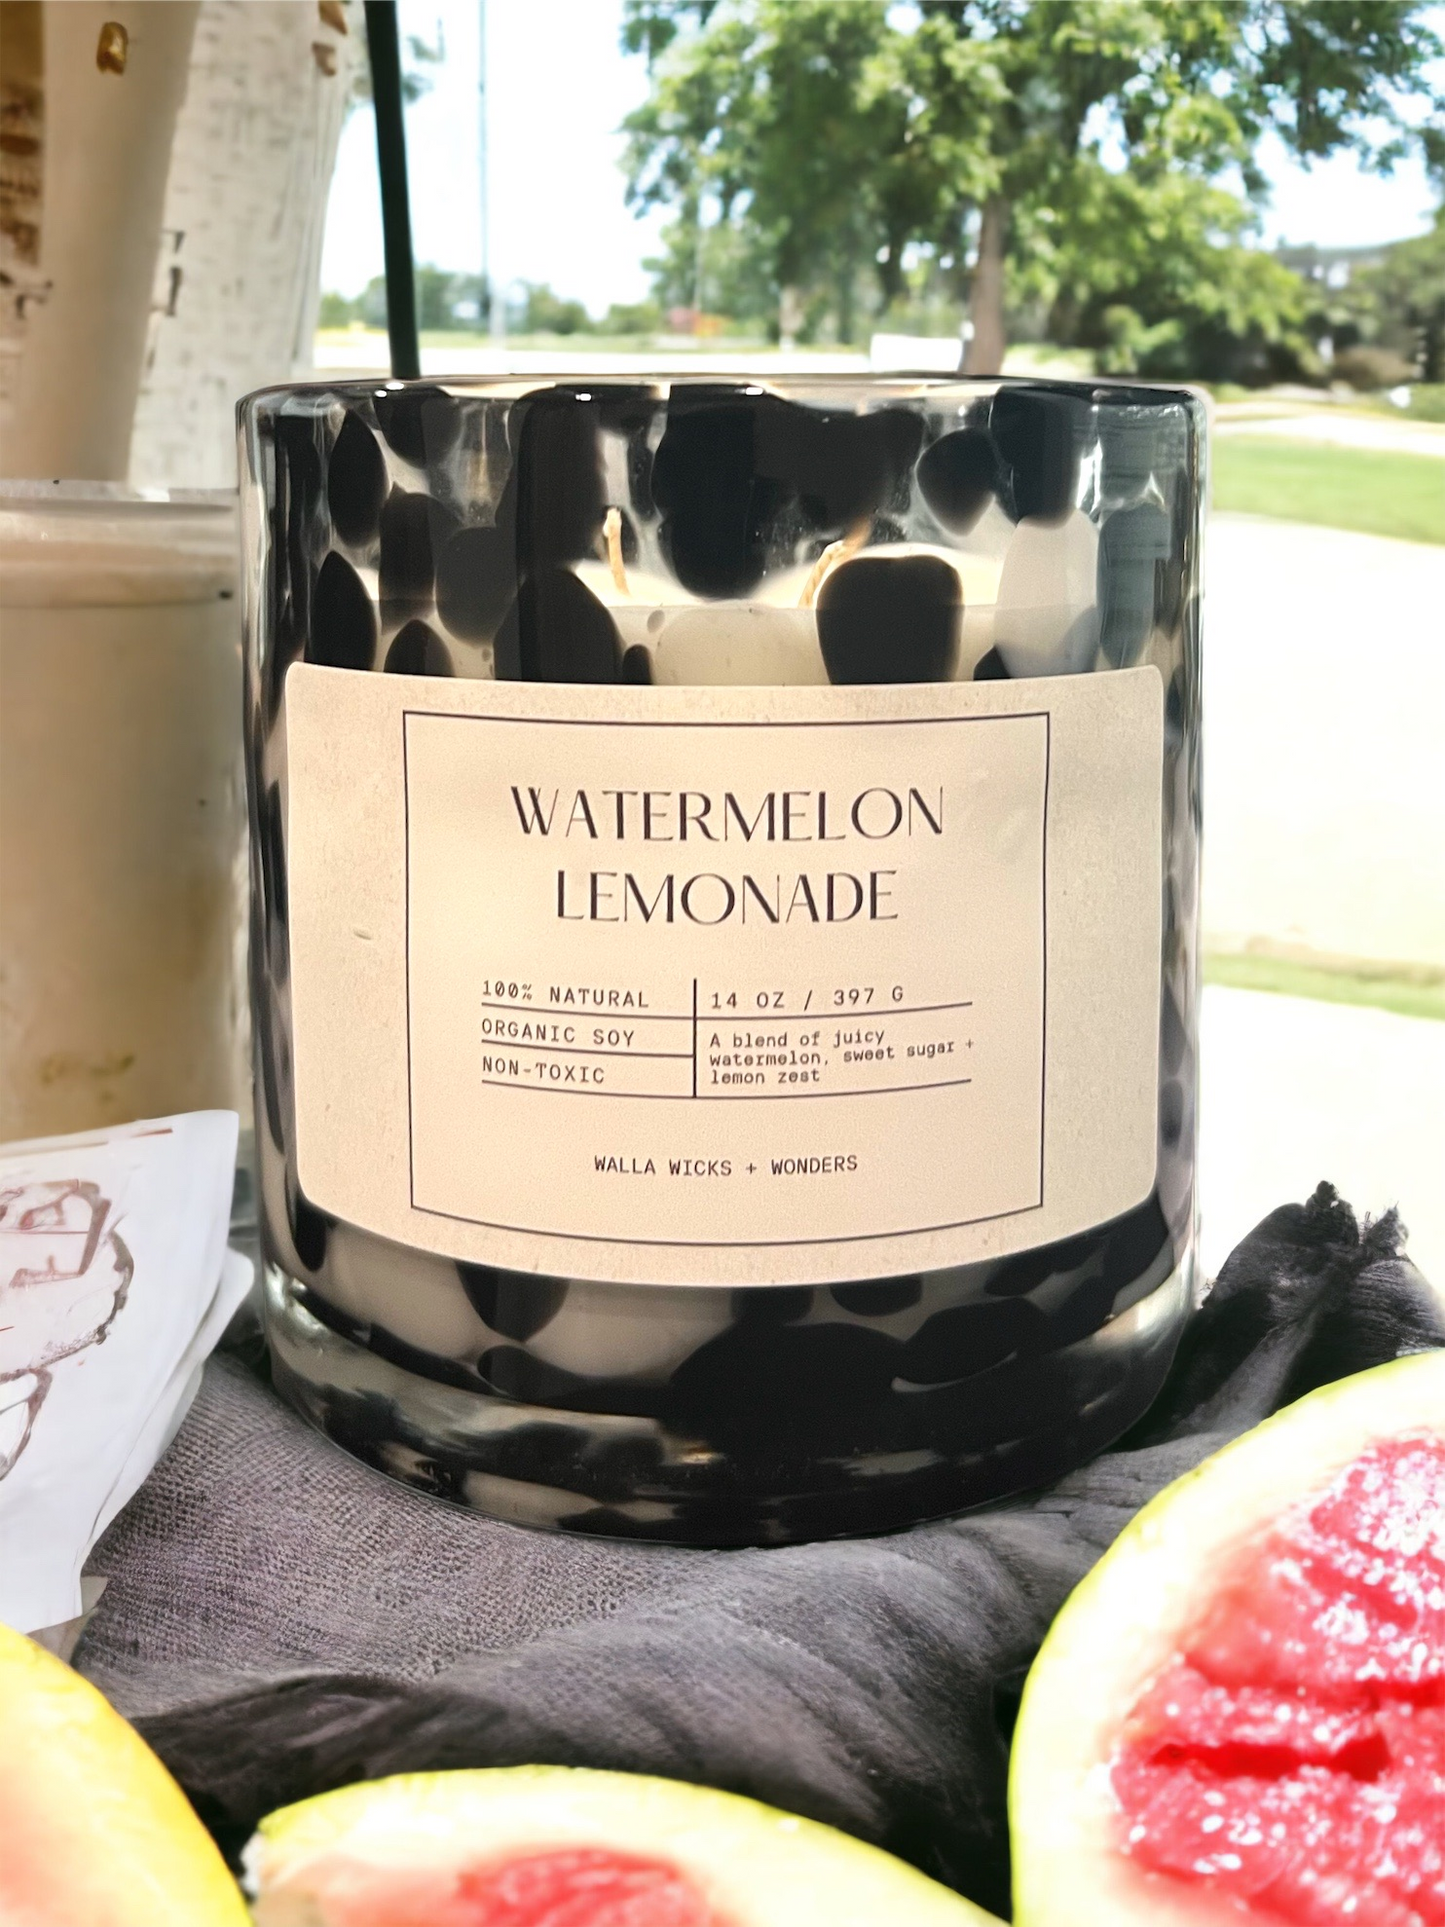 WATERMELON
LEMONADE
100% NATURAL
ORGANIC SOY
NON-TOXIC
14 OZ / 397 G
A blend of juicy
watermelon, sweet sugar +
lemon zest
WALLA WICKS + WONDERS